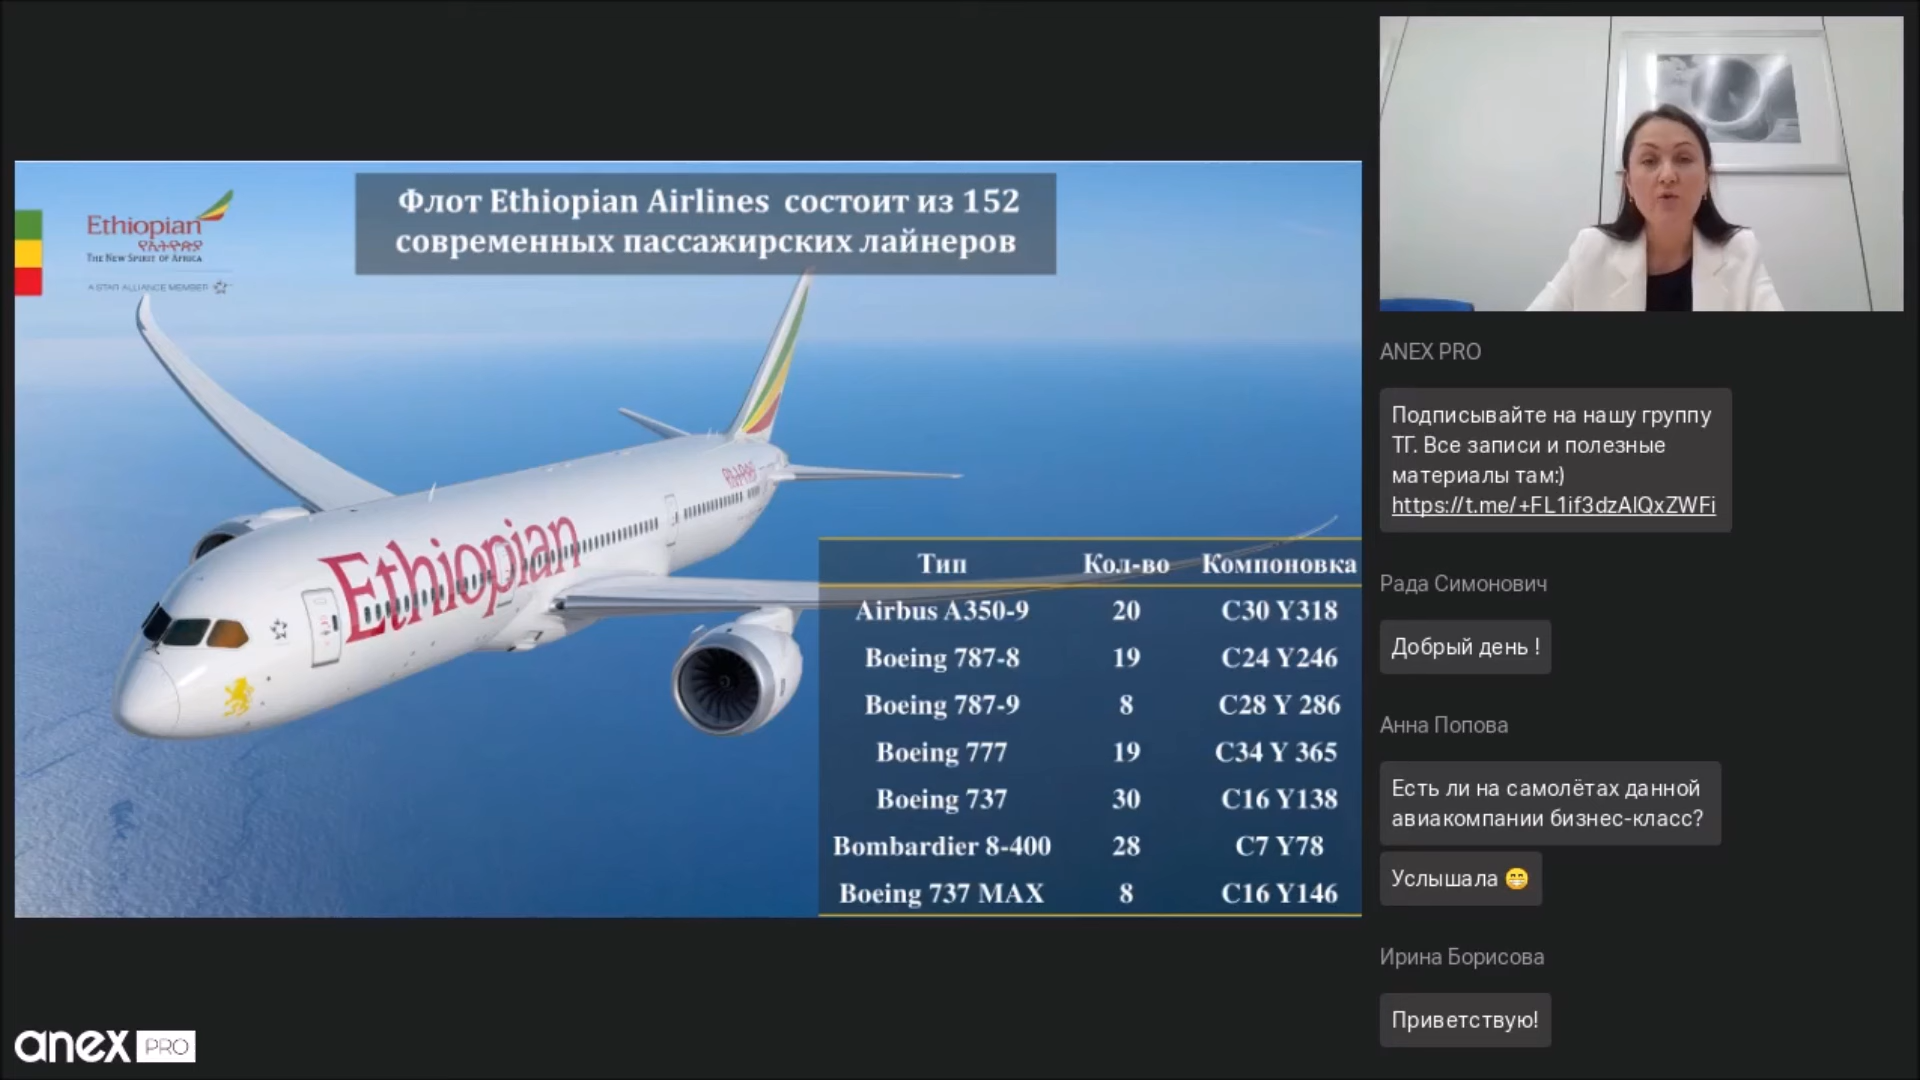 Ethiopian
የኢትዮጵያ
THE NEW SPIRIT OF AFRICA
A STAR ALLIANCE MEMBER
Флот Ethiopian Airlines состоит из 152
современных пассажирских лайнеров
Ethiopian
Тип Кол-во Компоновка
Airbus A350-9 20 C30 Y318
Boeing 787-8 19 C24 Y246
Boeing 787-9 8 C28 Y 286
Boeing 777 19 C34 Y 365
Boeing 737 30 C16 Y138
Bombardier 8-400 28 C7 Y78
Boeing 737 MAX 8 C16 Y146
anex PRO
ANEX PRO
Подписывайте на нашу группу
ТГ. Все записи и полезные
материалы там:)
https://t.me/+FL1if3dzAlQxZWFi
Рада Симонович
Добрый день !
Анна Попова
Есть ли на самолётах данной
авиакомпании бизнес-класс?
Услышала 😁
Ирина Борисова
Приветствую!